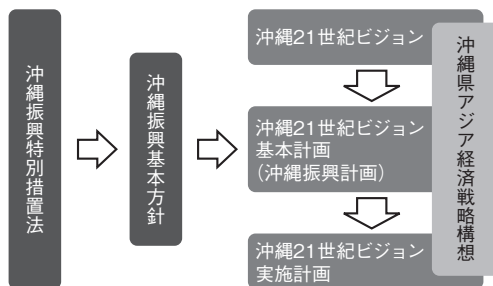 沖縄振興特別措置法
沖縄振興基本方針
沖縄21世紀ビジョン
沖縄21世紀ビジョン
基本計画
（沖縄振興計画）
沖縄21世紀ビジョン
実施計画
沖縄県アジア経済戦略構想